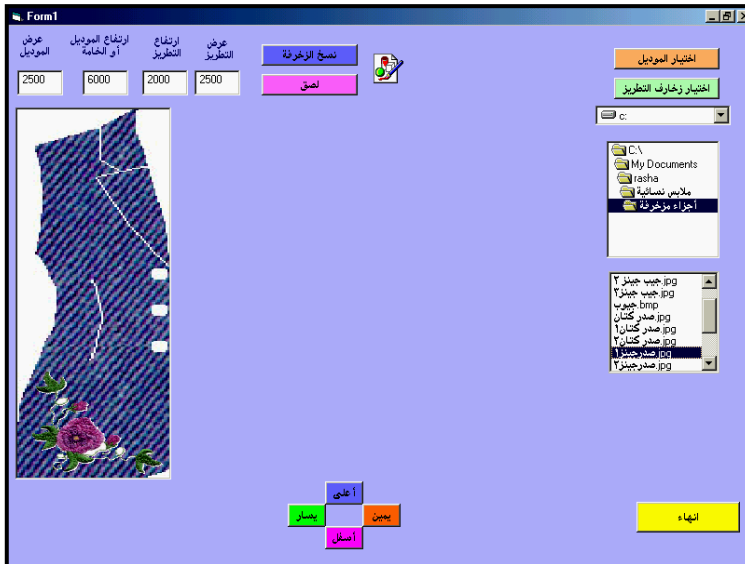 Form1
عرض الموديل
ارتفاع الموديل أو الخامة
ارتفاع التطريز
عرض التطريز
2500
6000
2000
2500
نسخ الزخرفة
لصق
اختيار الموديل
اختيار زخارف التطريز
c:
C:\
My Documents
rasha
ملابس نسائية
أجزاء مزخرفة
جيب جينز ٢.jpg
جيب جينز٣.jpg
جيوب.bmp
صدر كتان.jpg
صدر كتان١.jpg
صدر كتان٢.jpg
صدرجينز١.jpg
صدرجينز٢.jpg
أعلى
يسار
يمين
أسفل
انهاء